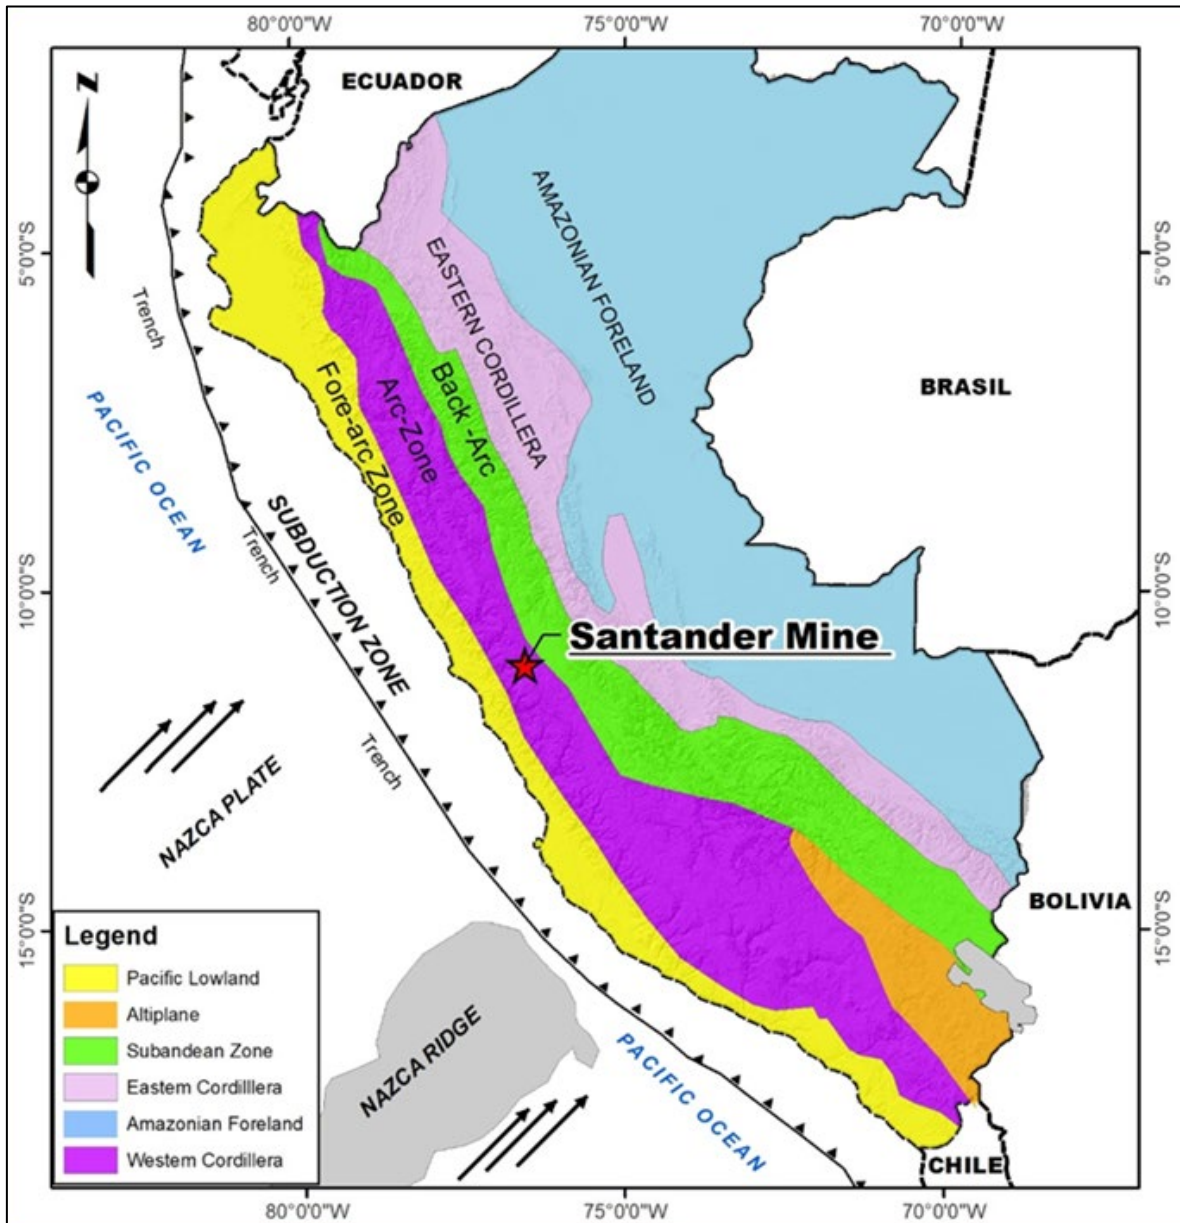 80°0'0"W
75°0'0"W
70°0'0"W
ECUADOR
Z
AMAZONIAN FORELAND
EASTERN CORDILLERA
5°0'0"S
5°0'0"S
Trench
BRASIL
Fore-arc Zone
Arc-Zone
Back -Arc
PACIFIC OCEAN
SUBDUCTION ZONE
Trench
10°0'0"S
10°0'0"S
Santander Mine
Trench
NAZCA PLATE
BOLIVIA
15°0'0"S
15°0'0"S
Legend
Pacific Lowland
Altiplane
Subandean Zone
Eastem Cordilllera
Amazonian Foreland
Westem Cordillera
NAZCA RIDGE
PACIFIC OCEAN
CHILE
80°0'0"W
75°0'0"W
70°0'0"W